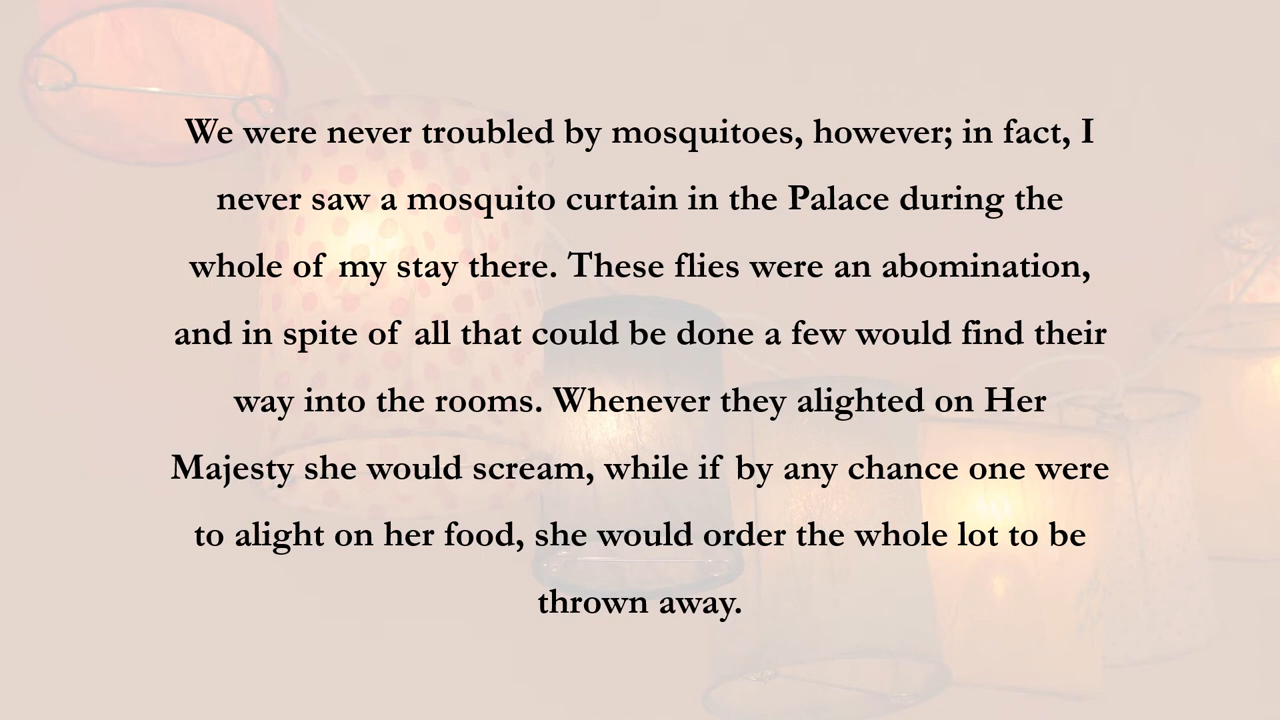 We were never troubled by mosquitoes, however; in fact, I
never saw a mosquito curtain in the Palace during the
whole of my stay there. These flies were an abomination,
and in spite of all that could be done a few would find their
way into the rooms. Whenever they alighted on Her
Majesty she would scream, while if by any chance one were
to alight on her food, she would order the whole lot to be
thrown away.